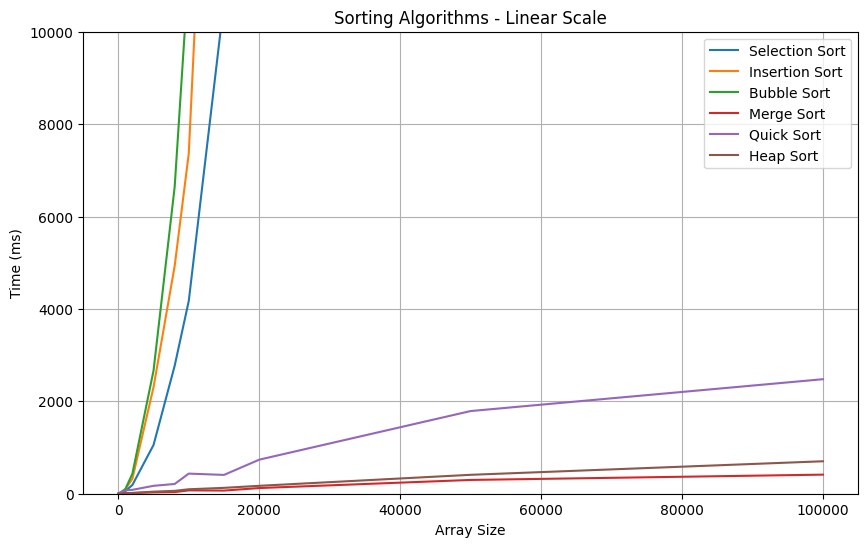 Sorting Algorithms - Linear Scale
10000
8000
6000
4000
2000
0
Time (ms)
Selection Sort
Insertion Sort
Bubble Sort
Merge Sort
Quick Sort
Heap Sort
0 20000 40000 60000 80000 100000
Array Size